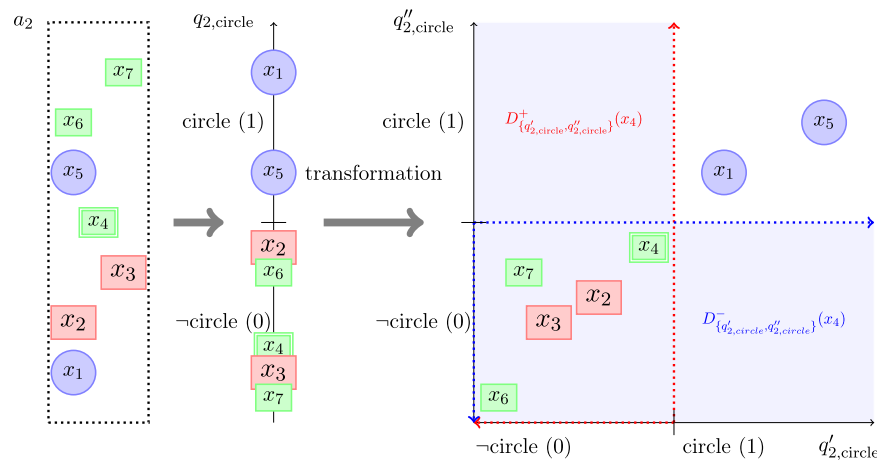 a₂
x₇
x₆
x₅
x₄
x₃
x₂
x₁
q₂,circle
x₁
circle (1)
x₅
x₂
x₆
¬circle (0)
x₄
x₃
x₇
transformation
q″₂,circle
circle (1)
D⁺{q′₂,circle,q″₂,circle}(x₄)
x₅
x₁
x₄
x₇
x₂
x₃
¬circle (0)
D⁻{q′₂,circle,q″₂,circle}(x₄)
x₆
¬circle (0)
circle (1)
q′₂,circle